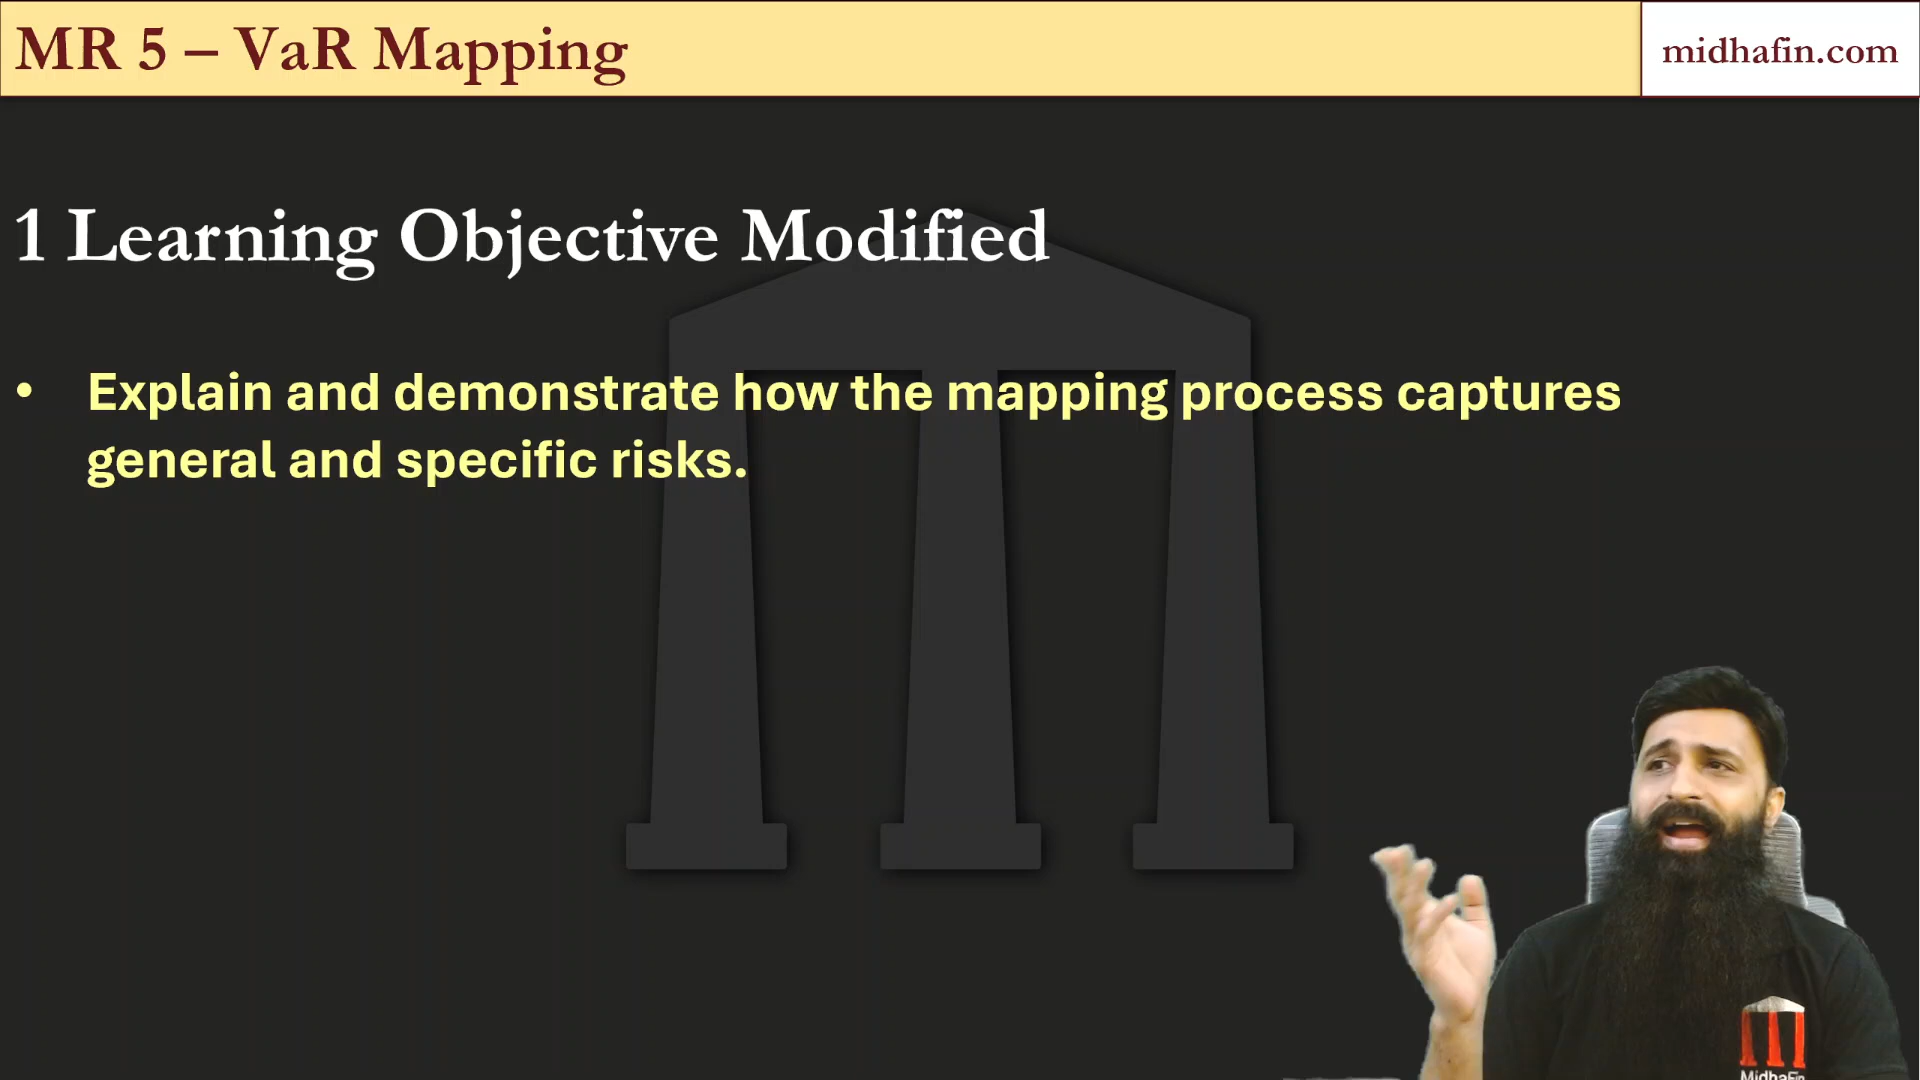 MR 5 – VaR Mapping
midhafin.com
1 Learning Objective Modified
• Explain and demonstrate how the mapping process captures
general and specific risks.
MidhaFin